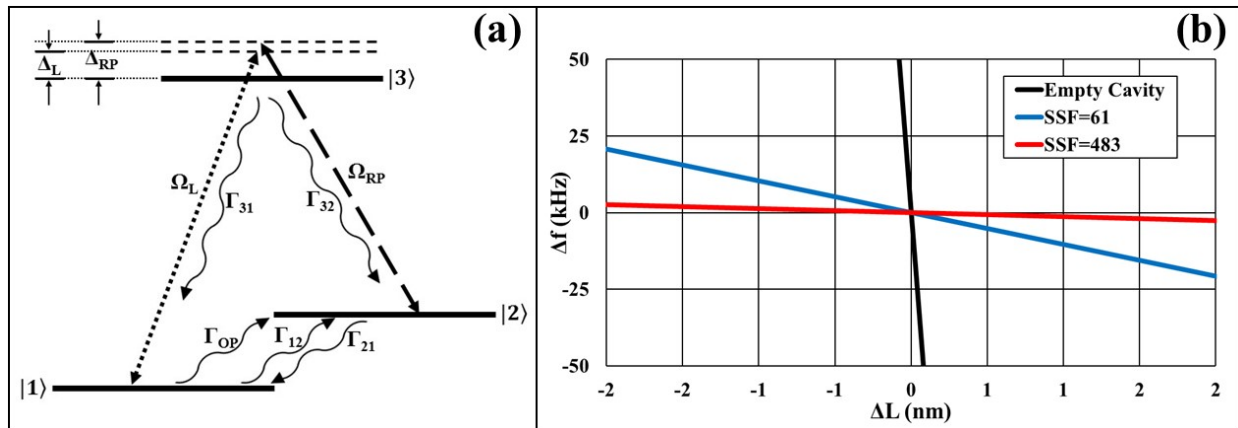 (a)
Δ_L
Δ_RP
|3⟩
Ω_L
Γ_31
Γ_32
Ω_RP
|2⟩
Γ_OP
Γ_12
Γ_21
|1⟩
(b)
50
25
0
-25
-50
Δf (kHz)
Empty Cavity
SSF=61
SSF=483
-2 -2 -1 -1 0 1 1 2 2
ΔL (nm)